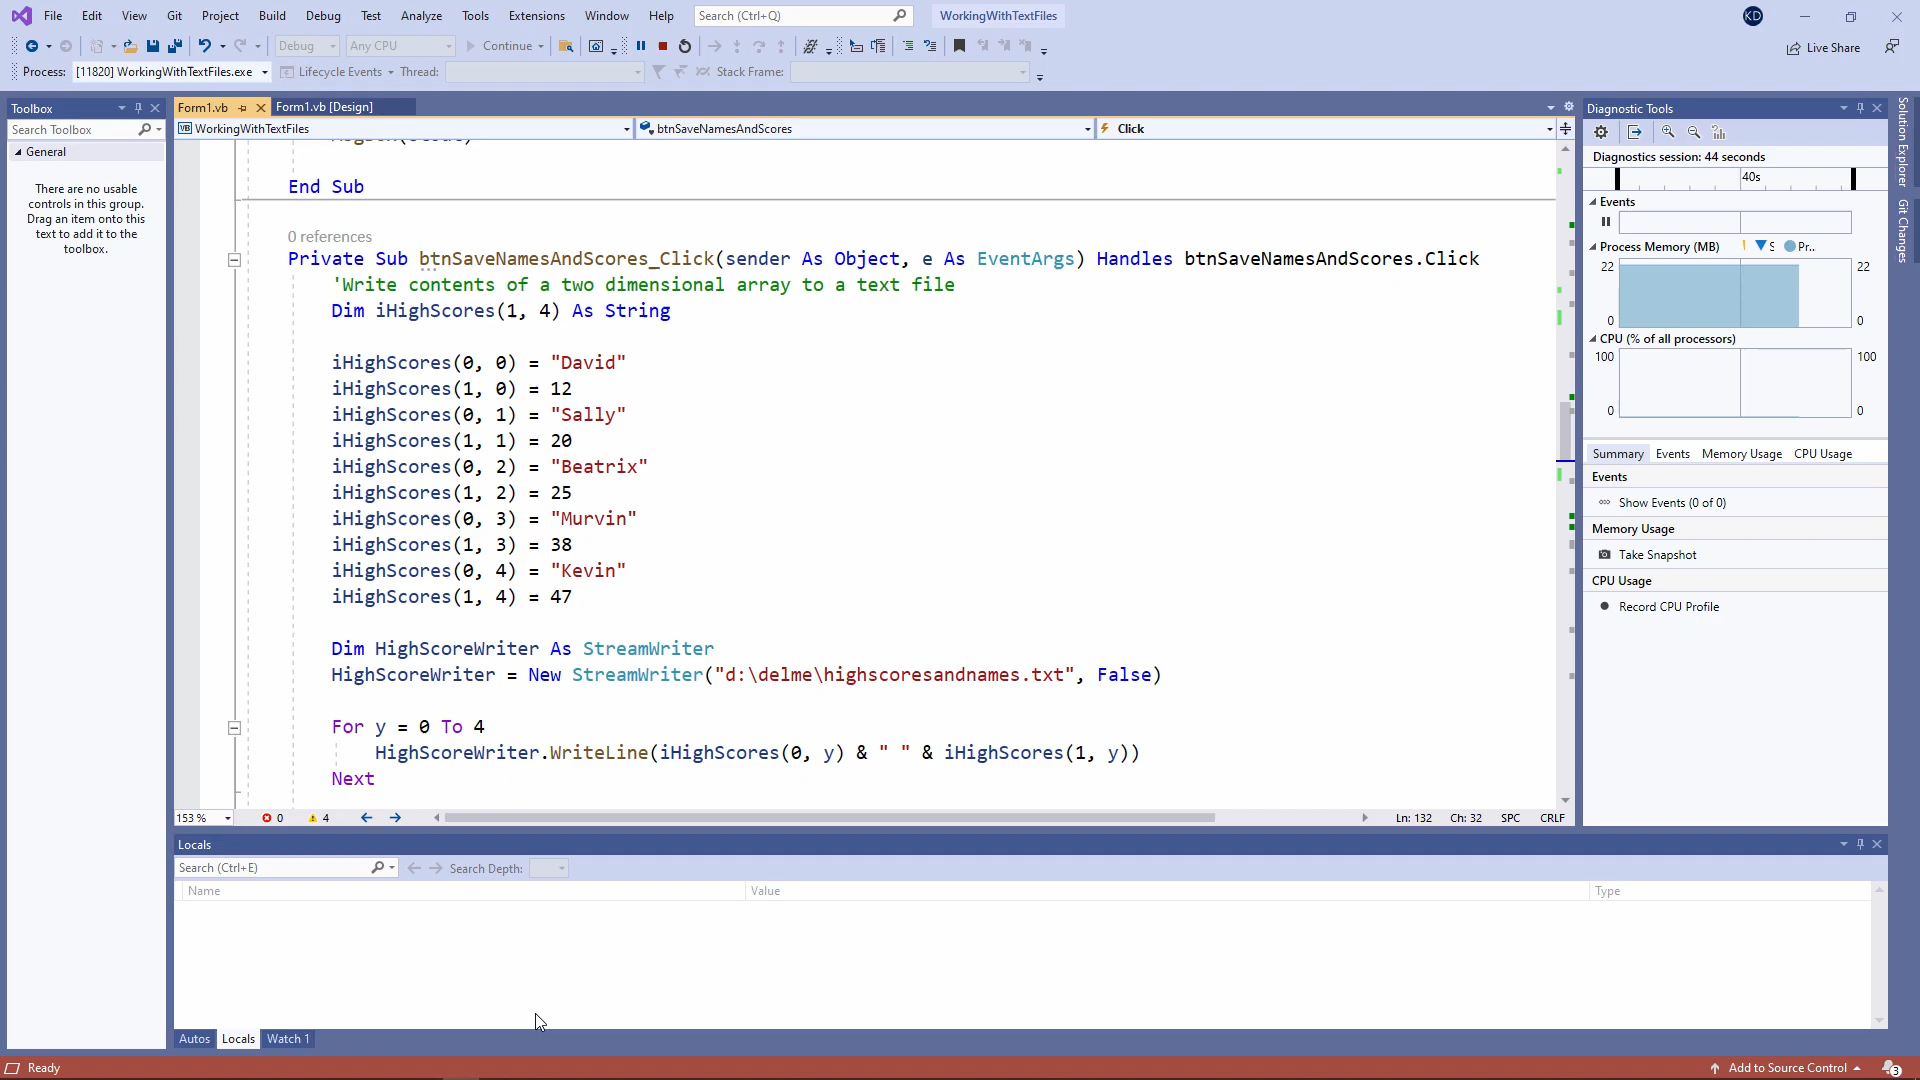 File Edit View Git Project Build Debug Test Analyze Tools Extensions Window Help Search (Ctrl+Q) WorkingWithTextFiles KD
Debug Any CPU Continue Live Share
Process: [11820] WorkingWithTextFiles.exe Lifecycle Events Thread: Stack Frame:
Toolbox
Search Toolbox
General
There are no usable
controls in this group.
Drag an item onto this
text to add it to the
toolbox.
Form1.vb Form1.vb [Design]
WorkingWithTextFiles btnSaveNamesAndScores Click
End Sub
0 references
Private Sub btnSaveNamesAndScores_Click(sender As Object, e As EventArgs) Handles btnSaveNamesAndScores.Click
'Write contents of a two dimensional array to a text file
Dim iHighScores(1, 4) As String
iHighScores(0, 0) = "David"
iHighScores(1, 0) = 12
iHighScores(0, 1) = "Sally"
iHighScores(1, 1) = 20
iHighScores(0, 2) = "Beatrix"
iHighScores(1, 2) = 25
iHighScores(0, 3) = "Murvin"
iHighScores(1, 3) = 38
iHighScores(0, 4) = "Kevin"
iHighScores(1, 4) = 47
Dim HighScoreWriter As StreamWriter
HighScoreWriter = New StreamWriter("d:\delme\highscoresandnames.txt", False)
For y = 0 To 4
HighScoreWriter.WriteLine(iHighScores(0, y) & " " & iHighScores(1, y))
Next
153 % 0 4 Ln: 132 Ch: 32 SPC CRLF
Locals
Search (Ctrl+E) Search Depth:
Name Value Type
Autos Locals Watch 1
Diagnostic Tools
Diagnostics session: 44 seconds
40s
Events
Process Memory (MB) S Pr...
22 22
0 0
CPU (% of all processors)
100 100
0 0
Summary Events Memory Usage CPU Usage
Events
Show Events (0 of 0)
Memory Usage
Take Snapshot
CPU Usage
Record CPU Profile
Solution Explorer
Git Changes
Ready Add to Source Control 3